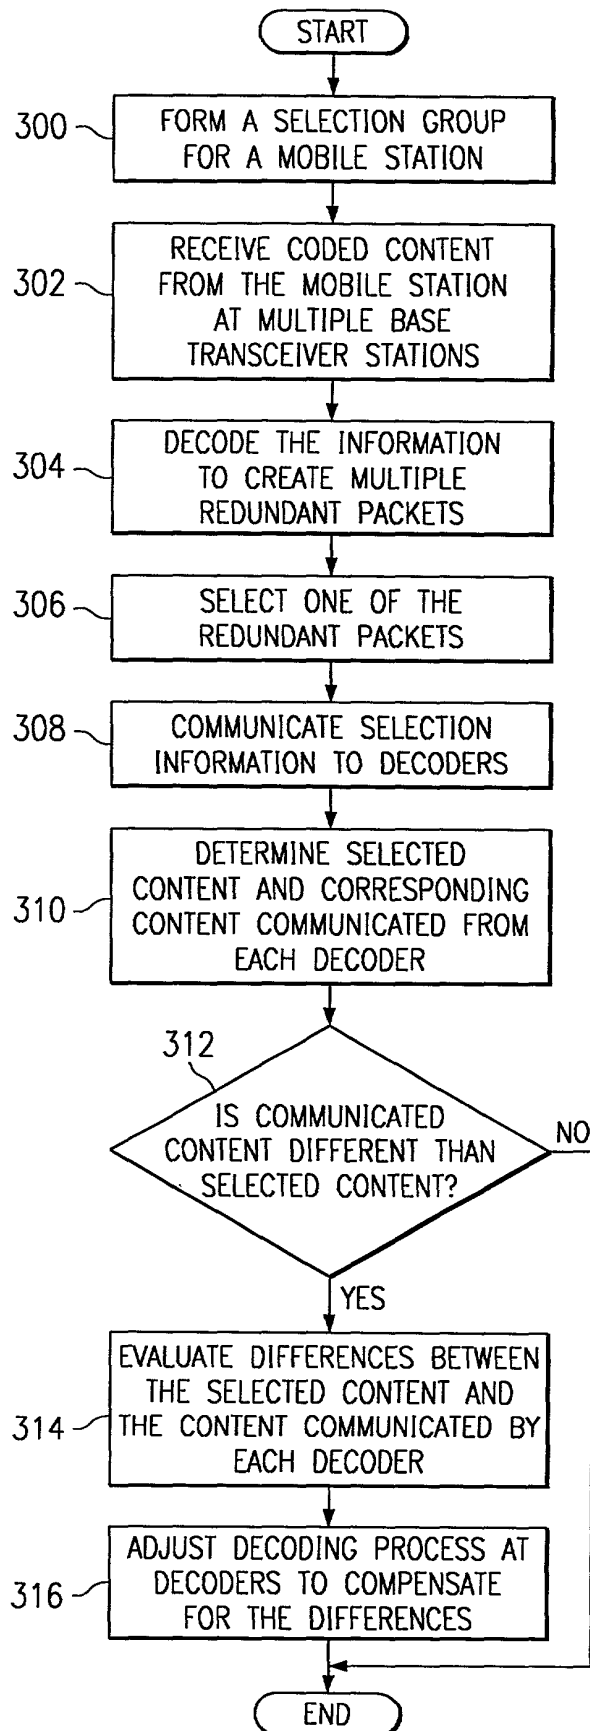 START
300
FORM A SELECTION GROUP
FOR A MOBILE STATION
302
RECEIVE CODED CONTENT
FROM THE MOBILE STATION
AT MULTIPLE BASE
TRANSCEIVER STATIONS
304
DECODE THE INFORMATION
TO CREATE MULTIPLE
REDUNDANT PACKETS
306
SELECT ONE OF THE
REDUNDANT PACKETS
308
COMMUNICATE SELECTION
INFORMATION TO DECODERS
310
DETERMINE SELECTED
CONTENT AND CORRESPONDING
CONTENT COMMUNICATED FROM
EACH DECODER
312
IS COMMUNICATED
CONTENT DIFFERENT THAN
SELECTED CONTENT?
NO
YES
314
EVALUATE DIFFERENCES BETWEEN
THE SELECTED CONTENT AND
THE CONTENT COMMUNICATED BY
EACH DECODER
316
ADJUST DECODING PROCESS AT
DECODERS TO COMPENSATE
FOR THE DIFFERENCES
END